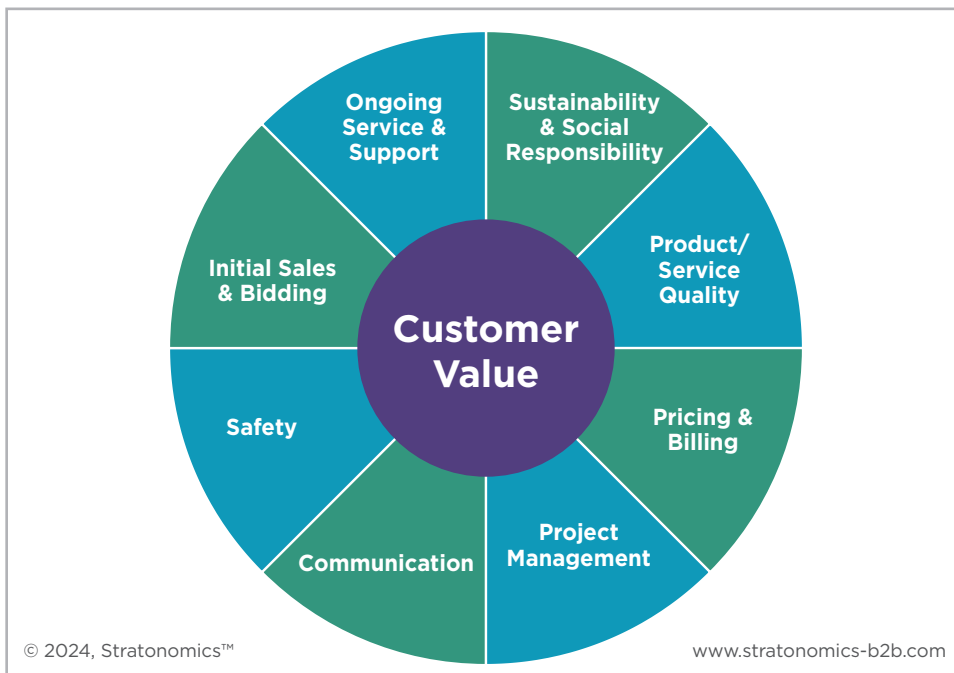 Ongoing
Service &
Support
Sustainability
& Social
Responsibility
Product/
Service
Quality
Initial Sales
& Bidding
Customer
Value
Pricing &
Billing
Safety
Project
Management
Communication
© 2024, Stratonomics™
www.stratonomics-b2b.com